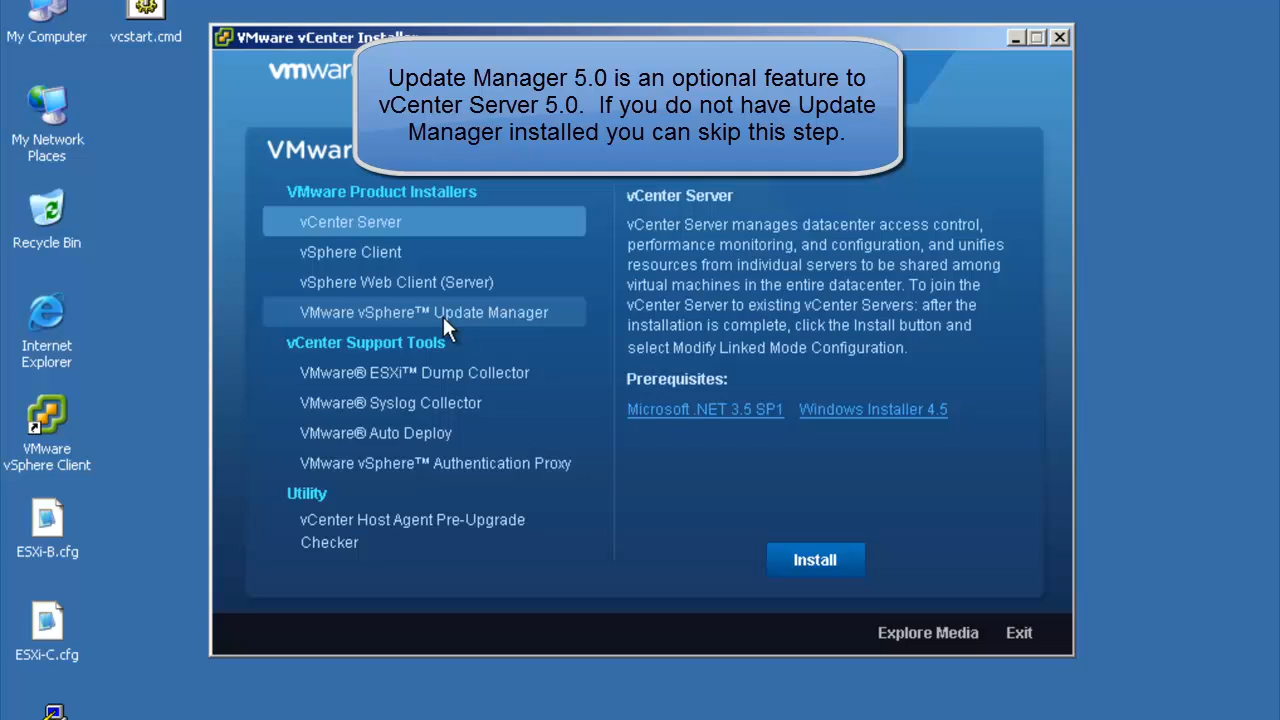 My Computer
vcstart.cmd
My Network
Places
Recycle Bin
Internet
Explorer
VMware
vSphere Client
ESXi-B.cfg
ESXi-C.cfg
VMware vCenter
Update Manager 5.0 is an optional feature to
vCenter Server 5.0.  If you do not have Update
Manager installed you can skip this step.
VMware Product Installers
vCenter Server
vSphere Client
vSphere Web Client (Server)
VMware vSphere™ Update Manager
vCenter Support Tools
VMware® ESXi™ Dump Collector
VMware® Syslog Collector
VMware® Auto Deploy
VMware vSphere™ Authentication Proxy
Utility
vCenter Host Agent Pre-Upgrade
Checker
vCenter Server
vCenter Server manages datacenter access control,
performance monitoring, and configuration, and unifies
resources from individual servers to be shared among
virtual machines in the entire datacenter. To join the
vCenter Server to existing vCenter Servers: after the
installation is complete, click the Install button and
select Modify Linked Mode Configuration.
Prerequisites:
Microsoft .NET 3.5 SP1 Windows Installer 4.5
Install
Explore Media Exit